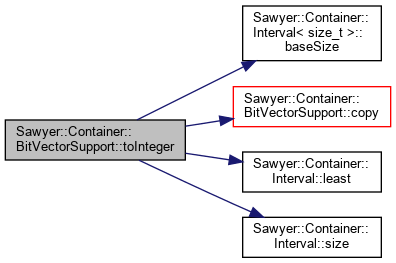 Sawyer::Container::
BitVectorSupport::toInteger
Sawyer::Container::
Interval< size_t >::
baseSize
Sawyer::Container::
BitVectorSupport::copy
Sawyer::Container::
Interval::least
Sawyer::Container::
Interval::size